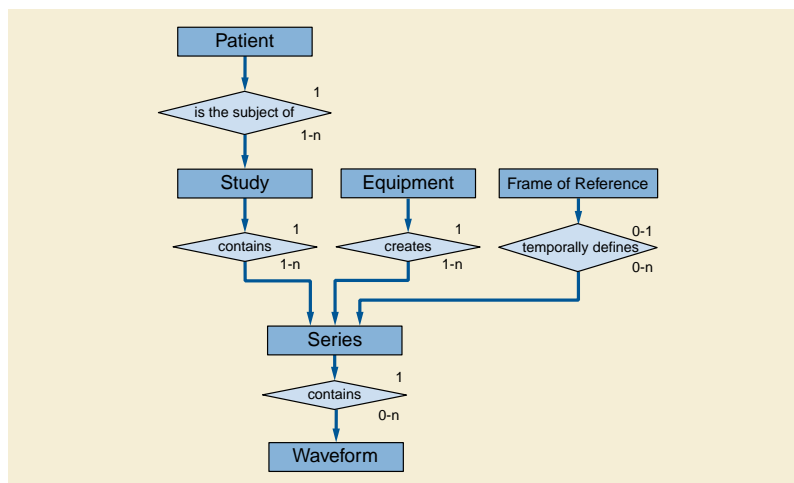 Patient
1
is the subject of
1-n
Study
Equipment
Frame of Reference
1
1
0-1
contains
creates
temporally defines
1-n
1-n
0-n
Series
1
contains
0-n
Waveform